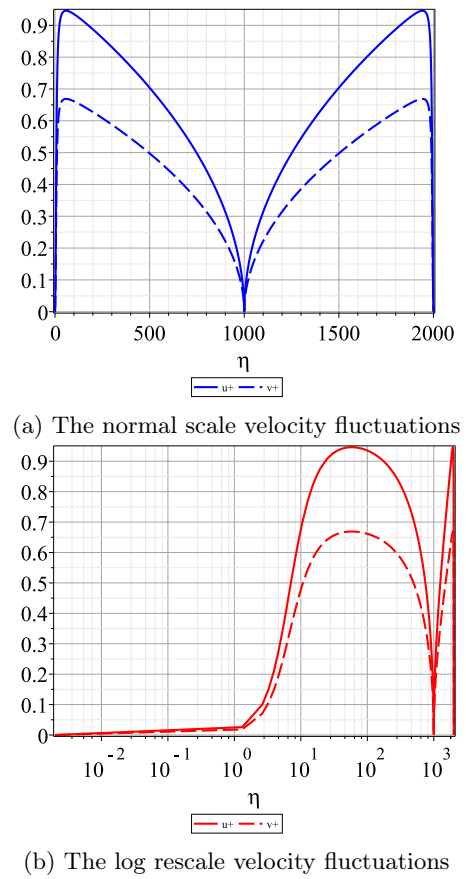 0.9
0.8
0.7
0.6
0.5
0.4
0.3
0.2
0.1
0
0 500 1000 1500 2000
η
u+ v+
(a) The normal scale velocity fluctuations
0.9
0.8
0.7
0.6
0.5
0.4
0.3
0.2
0.1
0
10^-2 10^-1 10^0 10^1 10^2 10^3
η
u+ v+
(b) The log rescale velocity fluctuations